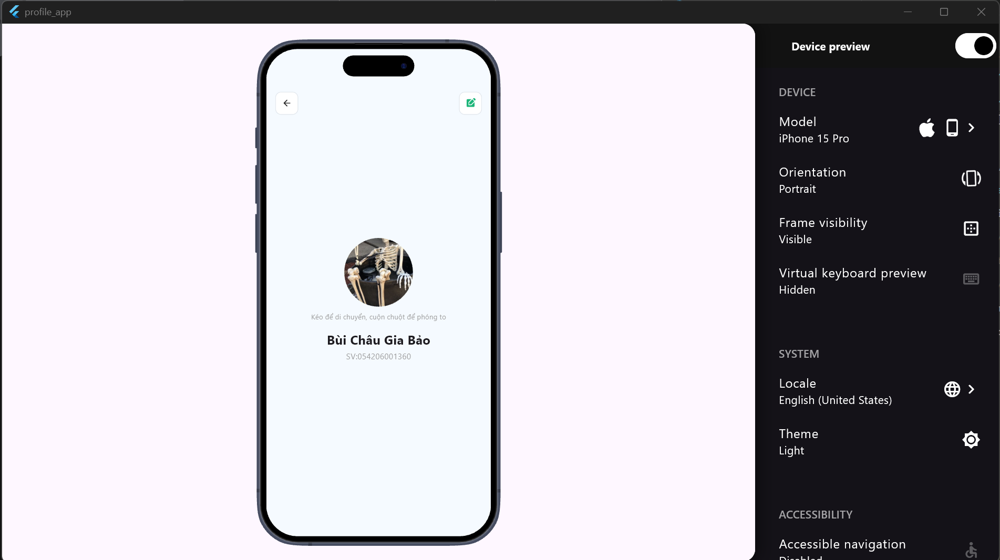 profile_app
Kéo để di chuyển, cuộn chuột để phóng to
Bùi Châu Gia Bảo
SV:054206001360
Device preview
DEVICE
Model
iPhone 15 Pro
Orientation
Portrait
Frame visibility
Visible
Virtual keyboard preview
Hidden
SYSTEM
Locale
English (United States)
Theme
Light
ACCESSIBILITY
Accessible navigation
Disabled